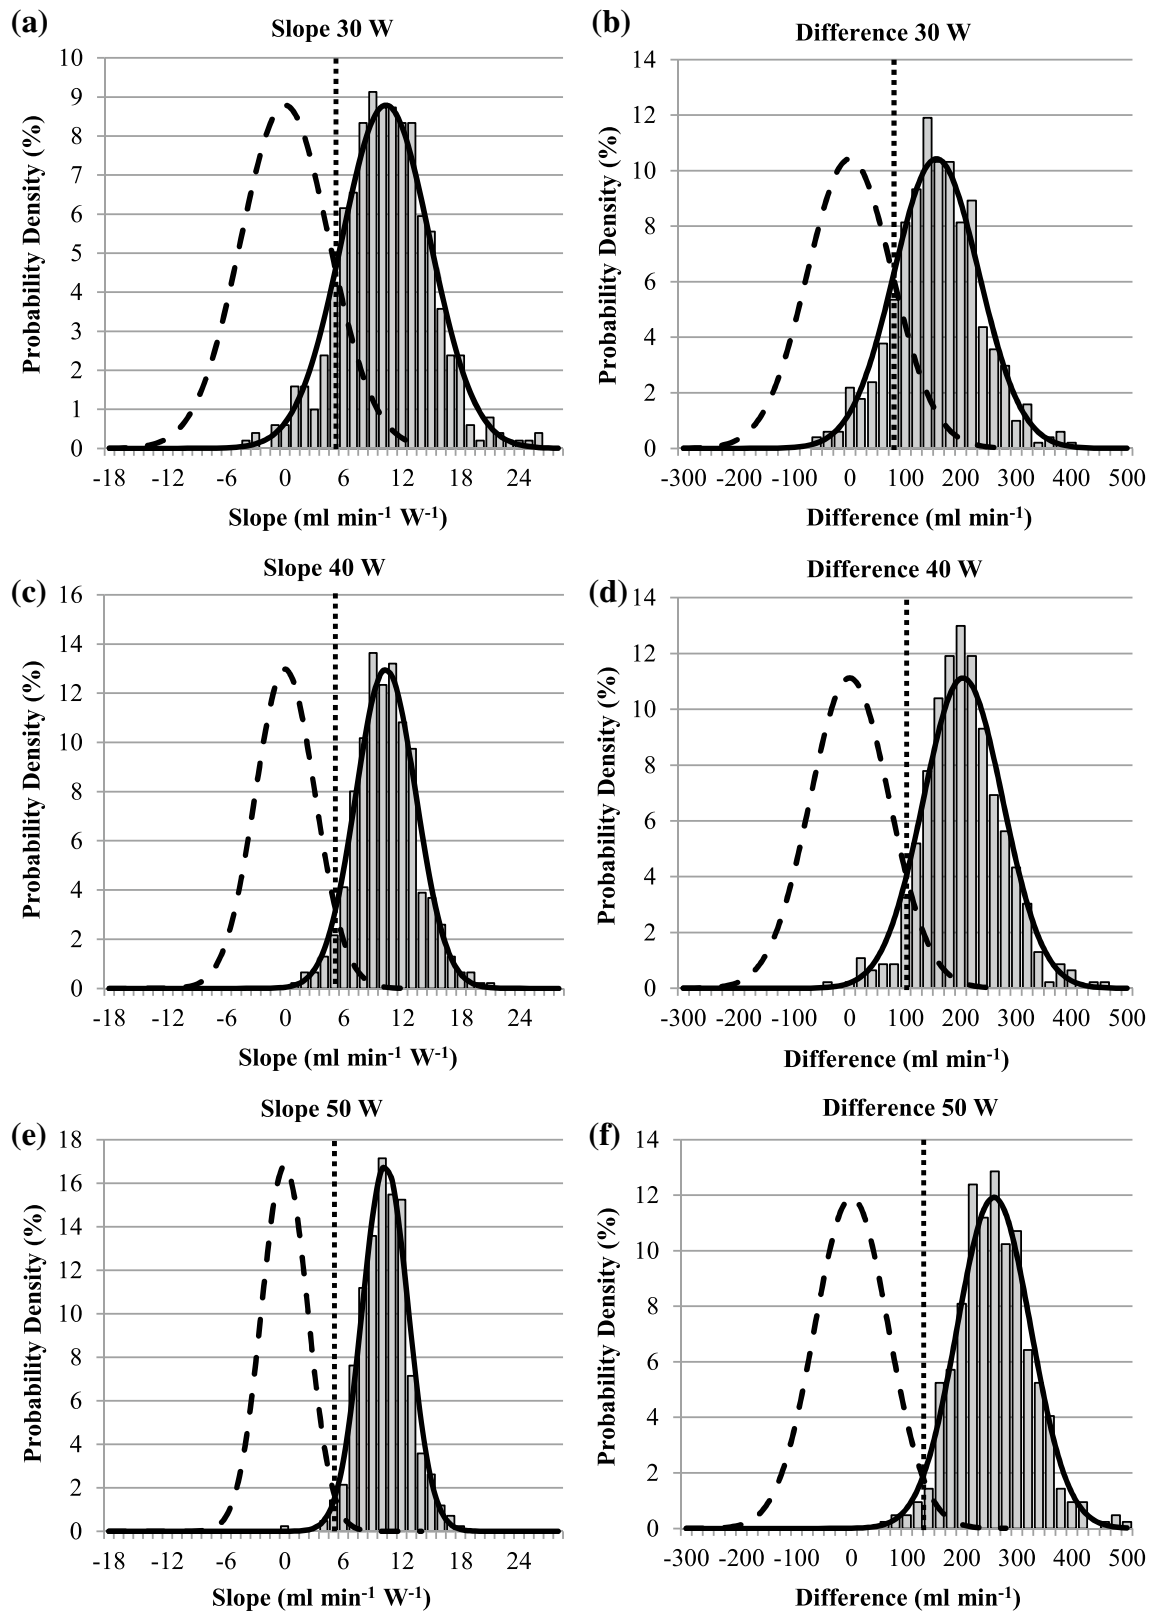 (a)
Slope 30 W
Probability Density (%)
10
9
8
7
6
5
4
3
2
1
0
-18 -12 -6 0 6 12 18 24
Slope (ml min⁻¹ W⁻¹)
(b)
Difference 30 W
Probability Density (%)
14
12
10
8
6
4
2
0
-300 -200 -100 0 100 200 300 400 500
Difference (ml min⁻¹)
(c)
Slope 40 W
Probability Density (%)
16
14
12
10
8
6
4
2
0
-18 -12 -6 0 6 12 18 24
Slope (ml min⁻¹ W⁻¹)
(d)
Difference 40 W
Probability Density (%)
14
12
10
8
6
4
2
0
-300 -200 -100 0 100 200 300 400 500
Difference (ml min⁻¹)
(e)
Slope 50 W
Probability Density (%)
18
16
14
12
10
8
6
4
2
0
-18 -12 -6 0 6 12 18 24
Slope (ml min⁻¹ W⁻¹)
(f)
Difference 50 W
Probability Density (%)
14
12
10
8
6
4
2
0
-300 -200 -100 0 100 200 300 400 500
Difference (ml min⁻¹)